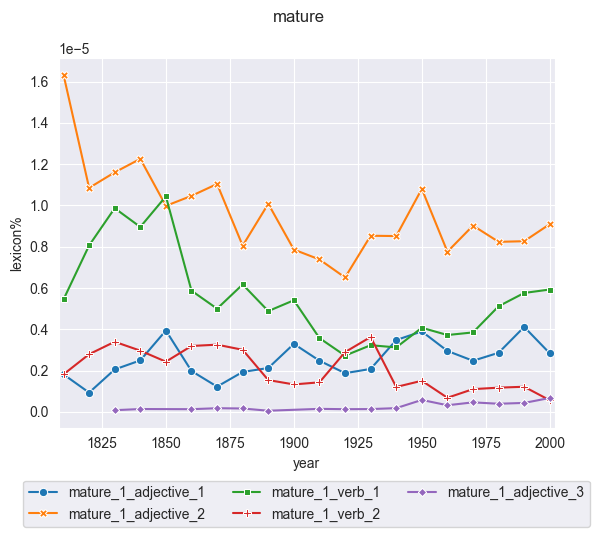 mature
1e−5
1.6
1.4
1.2
1.0
0.8
0.6
0.4
0.2
0.0
lexicon%
1825 1850 1875 1900 1925 1950 1975 2000
year
mature_1_adjective_1 mature_1_verb_1 mature_1_adjective_3
mature_1_adjective_2 mature_1_verb_2